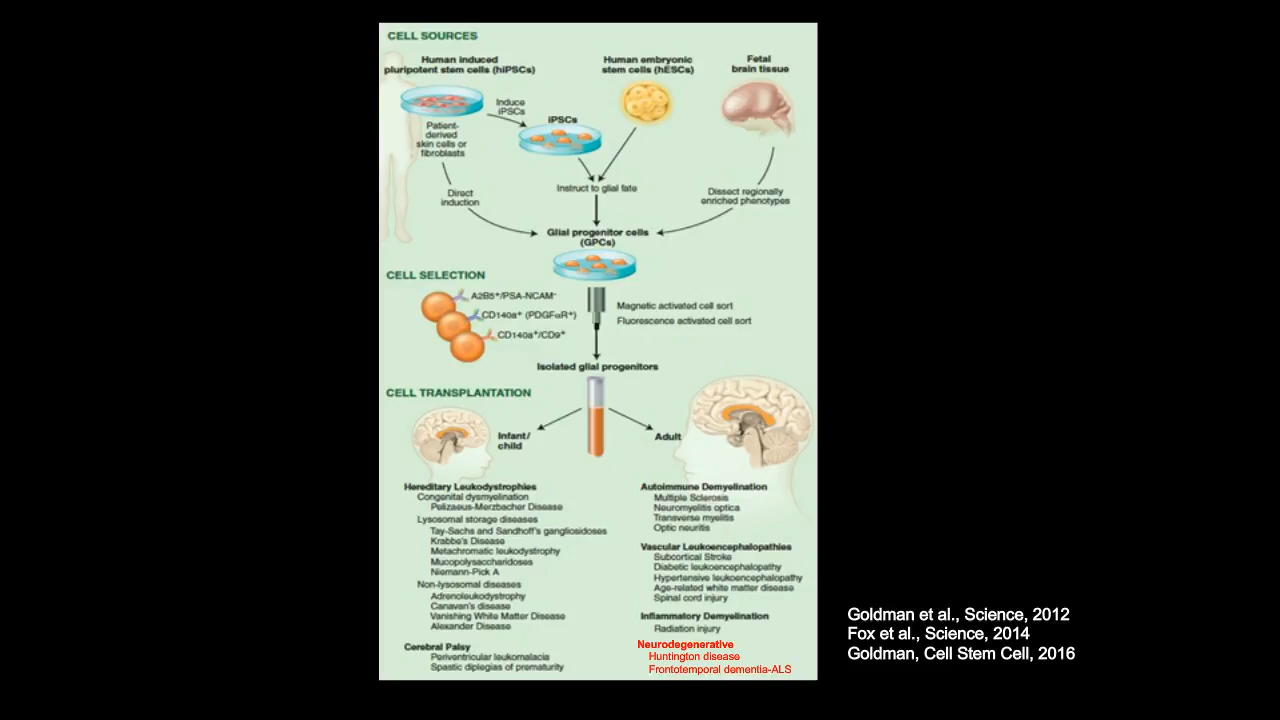 CELL SOURCES
Human induced
pluripotent stem cells (hiPSCs)
Human embryonic
stem cells (hESCs)
Fetal
brain tissue
Induce
iPSCs
iPSCs
Patient-
derived
skin cells or
fibroblasts
Instruct to glial fate
Direct
induction
Dissect regionally
enriched phenotypes
Glial progenitor cells
(GPCs)
CELL SELECTION
A2B5⁺/PSA-NCAM⁻
CD140a⁺ (PDGFαR⁺)
CD140a⁺/CD9⁺
Magnetic activated cell sort
Fluorescence activated cell sort
Isolated glial progenitors
CELL TRANSPLANTATION
Infant/
child
Adult
Hereditary Leukodystrophies
Congenital dysmyelination
Pelizaeus-Merzbacher Disease
Lysosomal storage diseases
Tay-Sachs and Sandhoff's gangliosidoses
Krabbe's Disease
Metachromatic leukodystrophy
Mucopolysaccharidoses
Niemann-Pick A
Non-lysosomal diseases
Adrenoleukodystrophy
Canavan's disease
Vanishing White Matter Disease
Alexander Disease
Cerebral Palsy
Periventricular leukomalacia
Spastic diplegias of prematurity
Autoimmune Demyelination
Multiple Sclerosis
Neuromyelitis optica
Transverse myelitis
Optic neuritis
Vascular Leukoencephalopathies
Subcortical Stroke
Diabetic leukoencephalopathy
Hypertensive leukoencephalopathy
Age-related white matter disease
Spinal cord injury
Inflammatory Demyelination
Radiation injury
Neurodegenerative
Huntington disease
Frontotemporal dementia-ALS
Goldman et al., Science, 2012
Fox et al., Science, 2014
Goldman, Cell Stem Cell, 2016